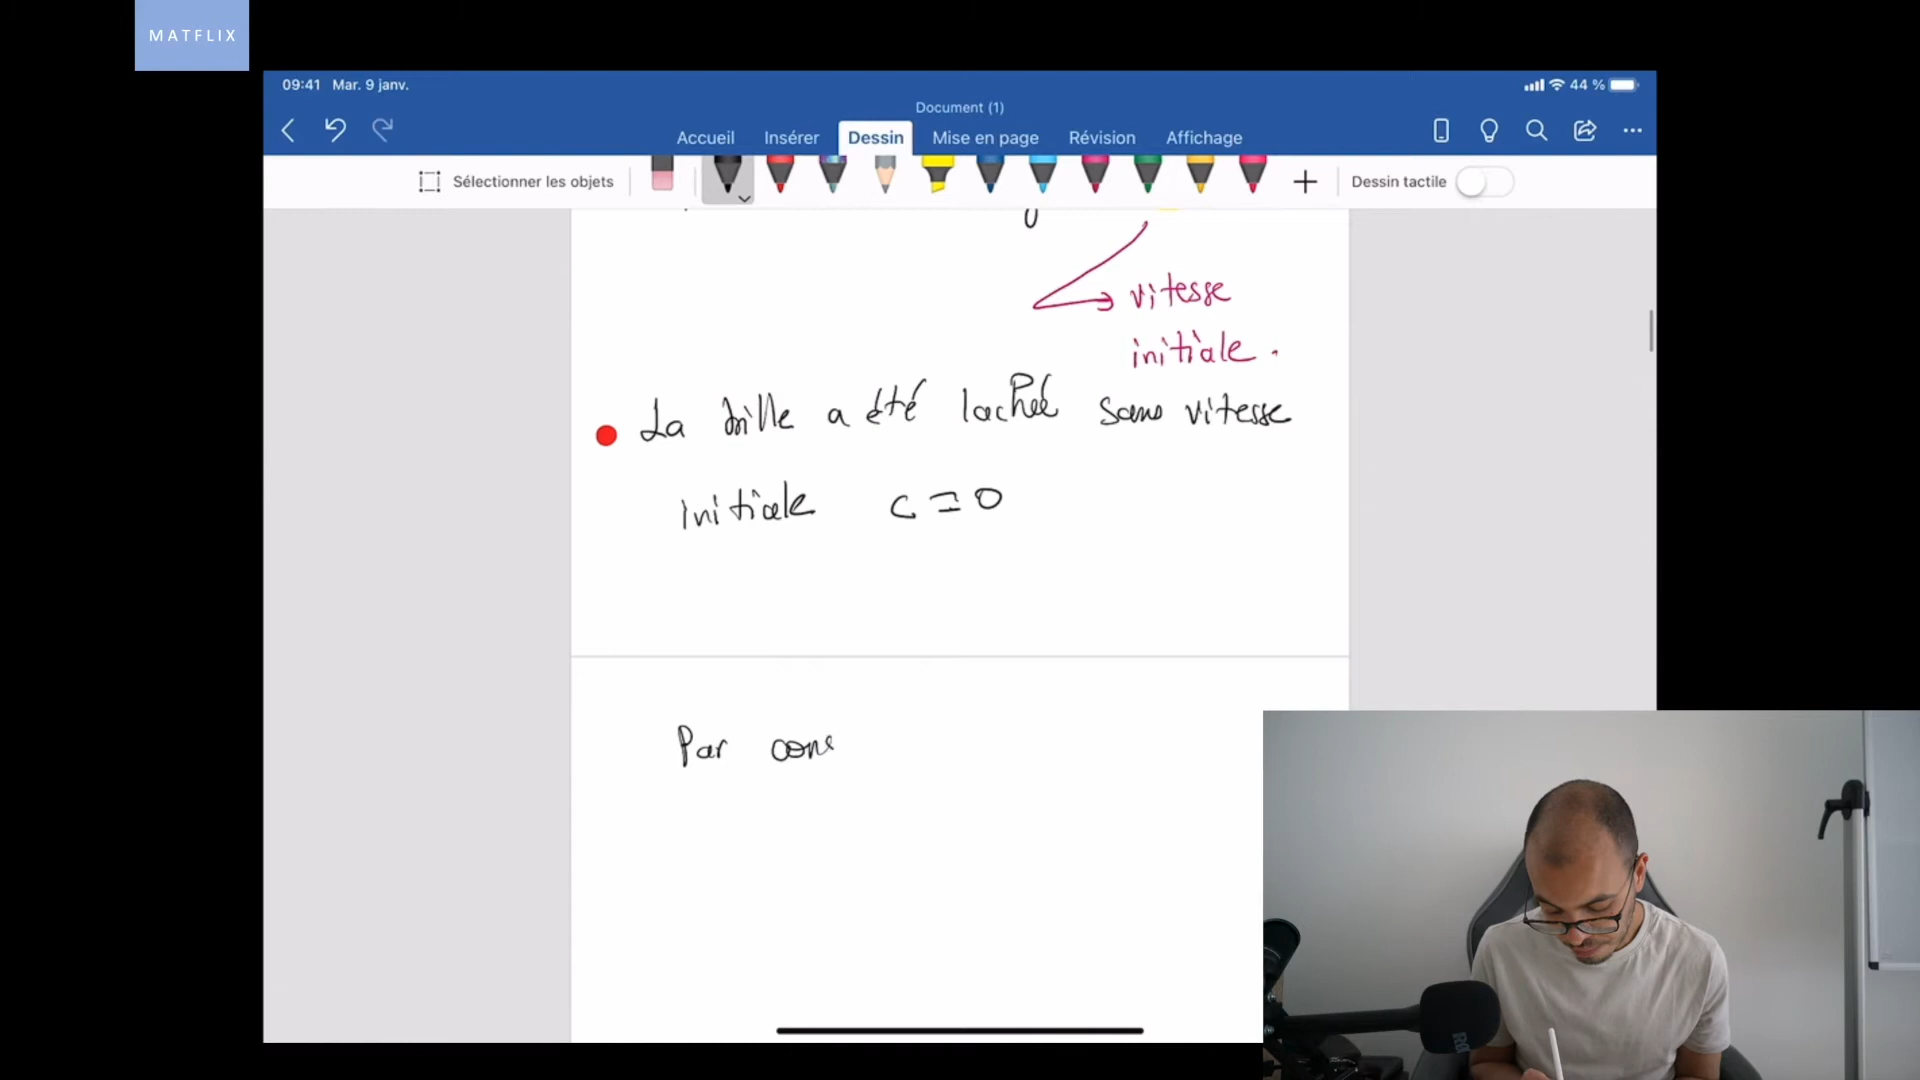 MATFLIX
09:41 Mar. 9 janv.
44 %
Document (1)
Accueil Insérer Dessin Mise en page Révision Affichage
Sélectionner les objets
Dessin tactile
vitesse
initiale.
La bille a été lachée sans vitesse
initiale c = 0
Par cons